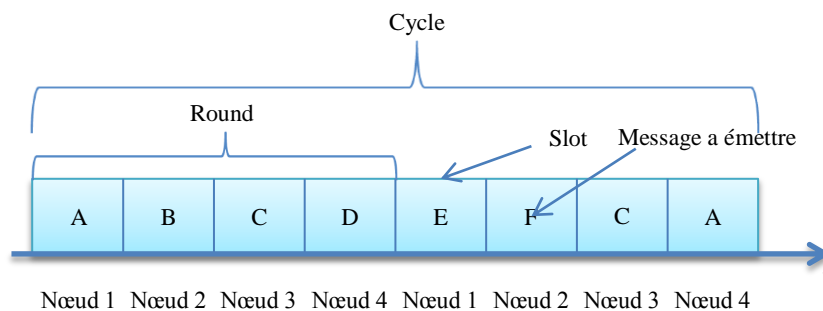 Cycle
Round
Slot Message a émettre
A B C D E F C A
Nœud 1 Nœud 2 Nœud 3 Nœud 4 Nœud 1 Nœud 2 Nœud 3 Nœud 4